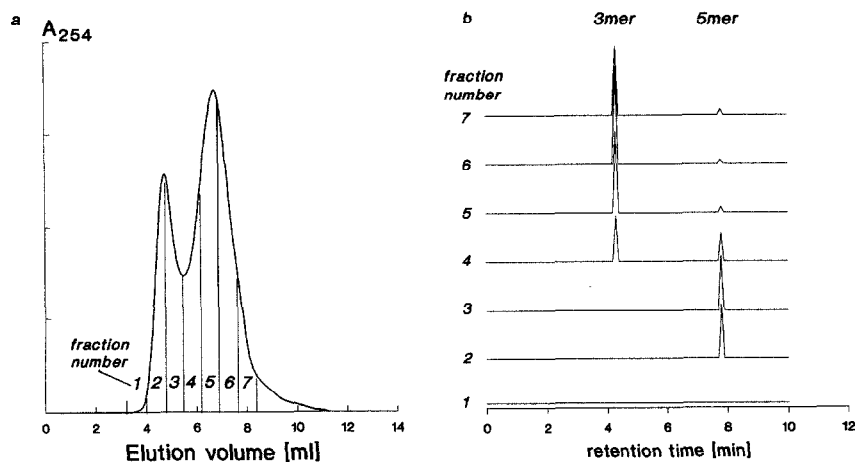 a
A254
fraction
number
1 2 3 4 5 6 7
0 2 4 6 8 10 12 14
Elution volume [ml]
b
3mer 5mer
fraction
number
7
6
5
4
3
2
1
0 2 4 6 8 10 12
retention time [min]